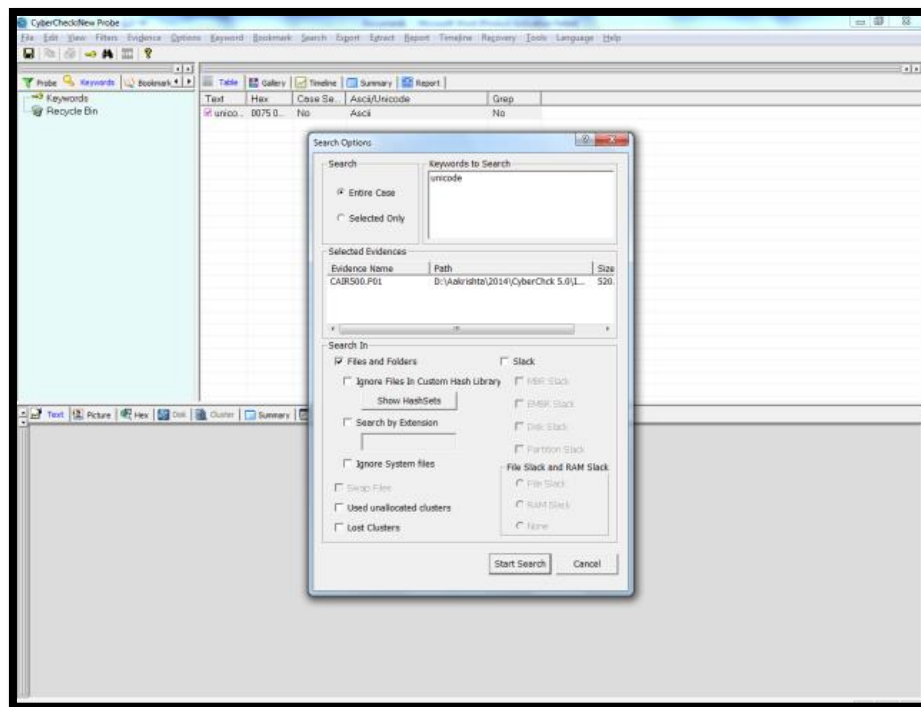 CyberCheck:New Probe
File Edit View Filters Evidence Options Keyword Bookmark Search Export Extract Report Timeline Recovery Tools Language Help
Probe Keywords Bookmark
Table Gallery Timeline Summary Report
Keywords
Recycle Bin
Text Hex Case Se... Ascii/Unicode Grep
unico... 0075 0... No Ascii No
Search Options
Search
Entire Case
Selected Only
Keywords to Search
unicode
Selected Evidences
Evidence Name Path Size
CAIR500.P01 D:\Aakrishta\2014\CyberChck 5.0\1... 520.
Search In
Files and Folders
Ignore Files In Custom Hash Library
Show HashSets
Search by Extension
Ignore System files
Swap Files
Used unallocated clusters
Lost Clusters
Slack
MBR Slack
EMBR Slack
Disk Slack
Partition Slack
File Slack and RAM Slack
File Slack
RAM Slack
None
Start Search Cancel
Text Picture Hex Disk Cluster Summary